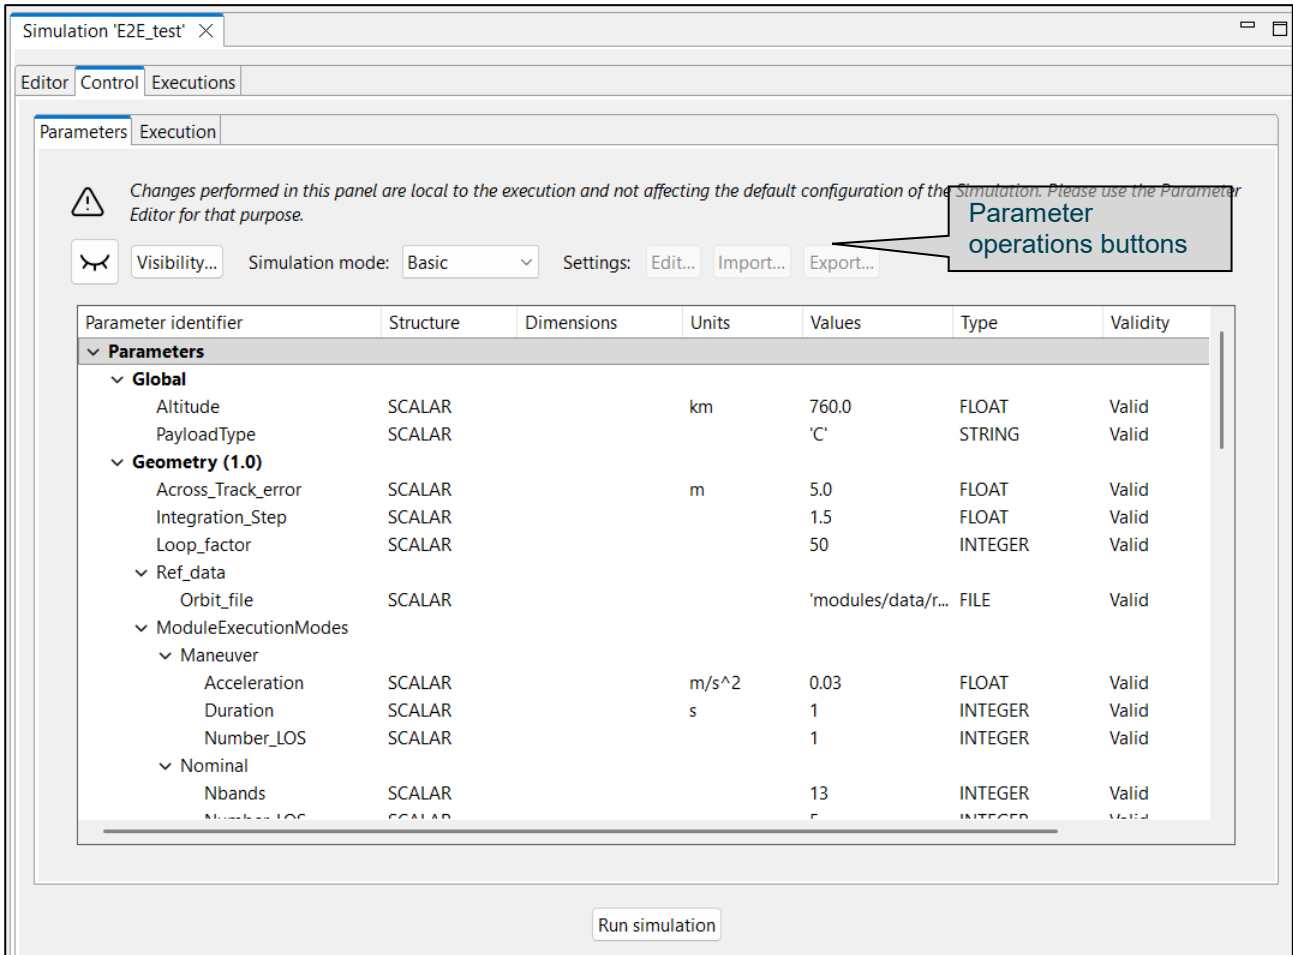 Simulation 'E2E_test'
Editor Control Executions
Parameters Execution
Changes performed in this panel are local to the execution and not affecting the default configuration of the Simulation. Please use the Parameter
Editor for that purpose.
Parameter
operations buttons
Visibility... Simulation mode: Basic Settings: Edit... Import... Export...
Parameter identifier Structure Dimensions Units Values Type Validity
Parameters
Global
Altitude SCALAR km 760.0 FLOAT Valid
PayloadType SCALAR 'C' STRING Valid
Geometry (1.0)
Across_Track_error SCALAR m 5.0 FLOAT Valid
Integration_Step SCALAR 1.5 FLOAT Valid
Loop_factor SCALAR 50 INTEGER Valid
Ref_data
Orbit_file SCALAR 'modules/data/r... FILE Valid
ModuleExecutionModes
Maneuver
Acceleration SCALAR m/s^2 0.03 FLOAT Valid
Duration SCALAR s 1 INTEGER Valid
Number_LOS SCALAR 1 INTEGER Valid
Nominal
Nbands SCALAR 13 INTEGER Valid
Number_LOS SCALAR 5 INTEGER Valid
Run simulation